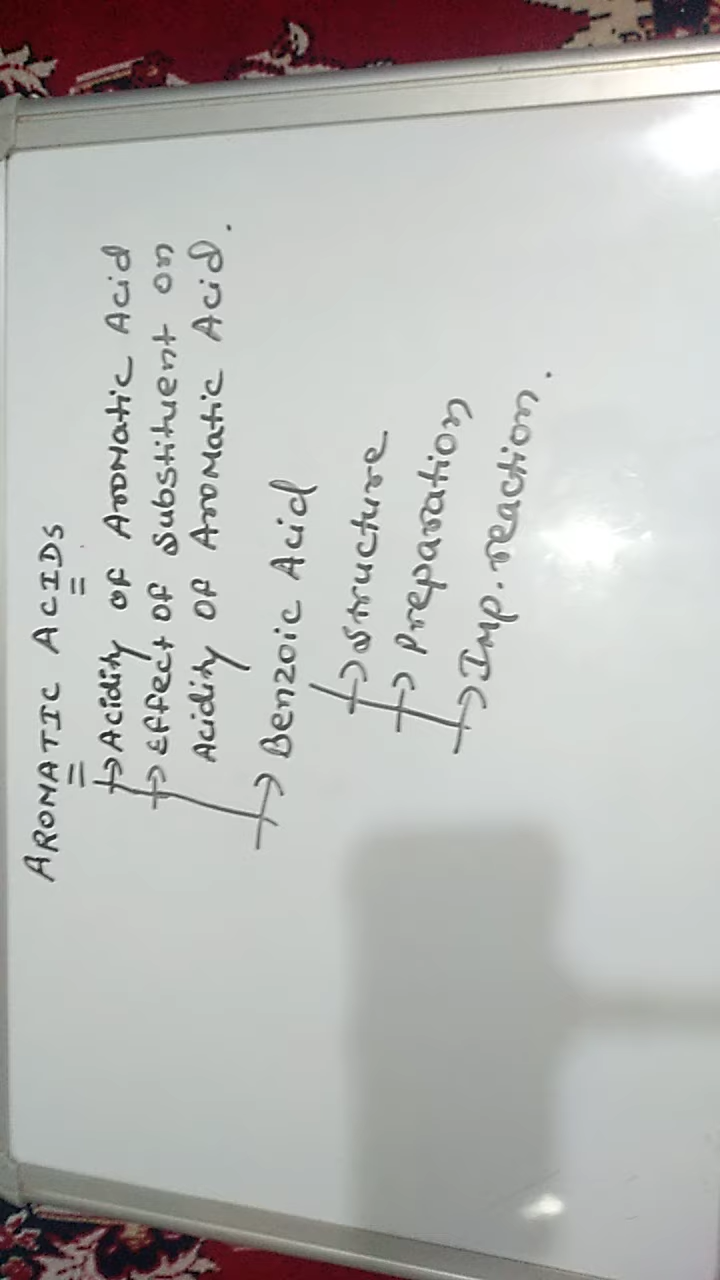 AROMATIC ACIDS
→ Acidity of Aromatic Acid
→ Effect of Substituent on
Acidity of Aromatic Acid.
→ Benzoic Acid
→ Structure
→ Preparation
→ Imp. reaction.